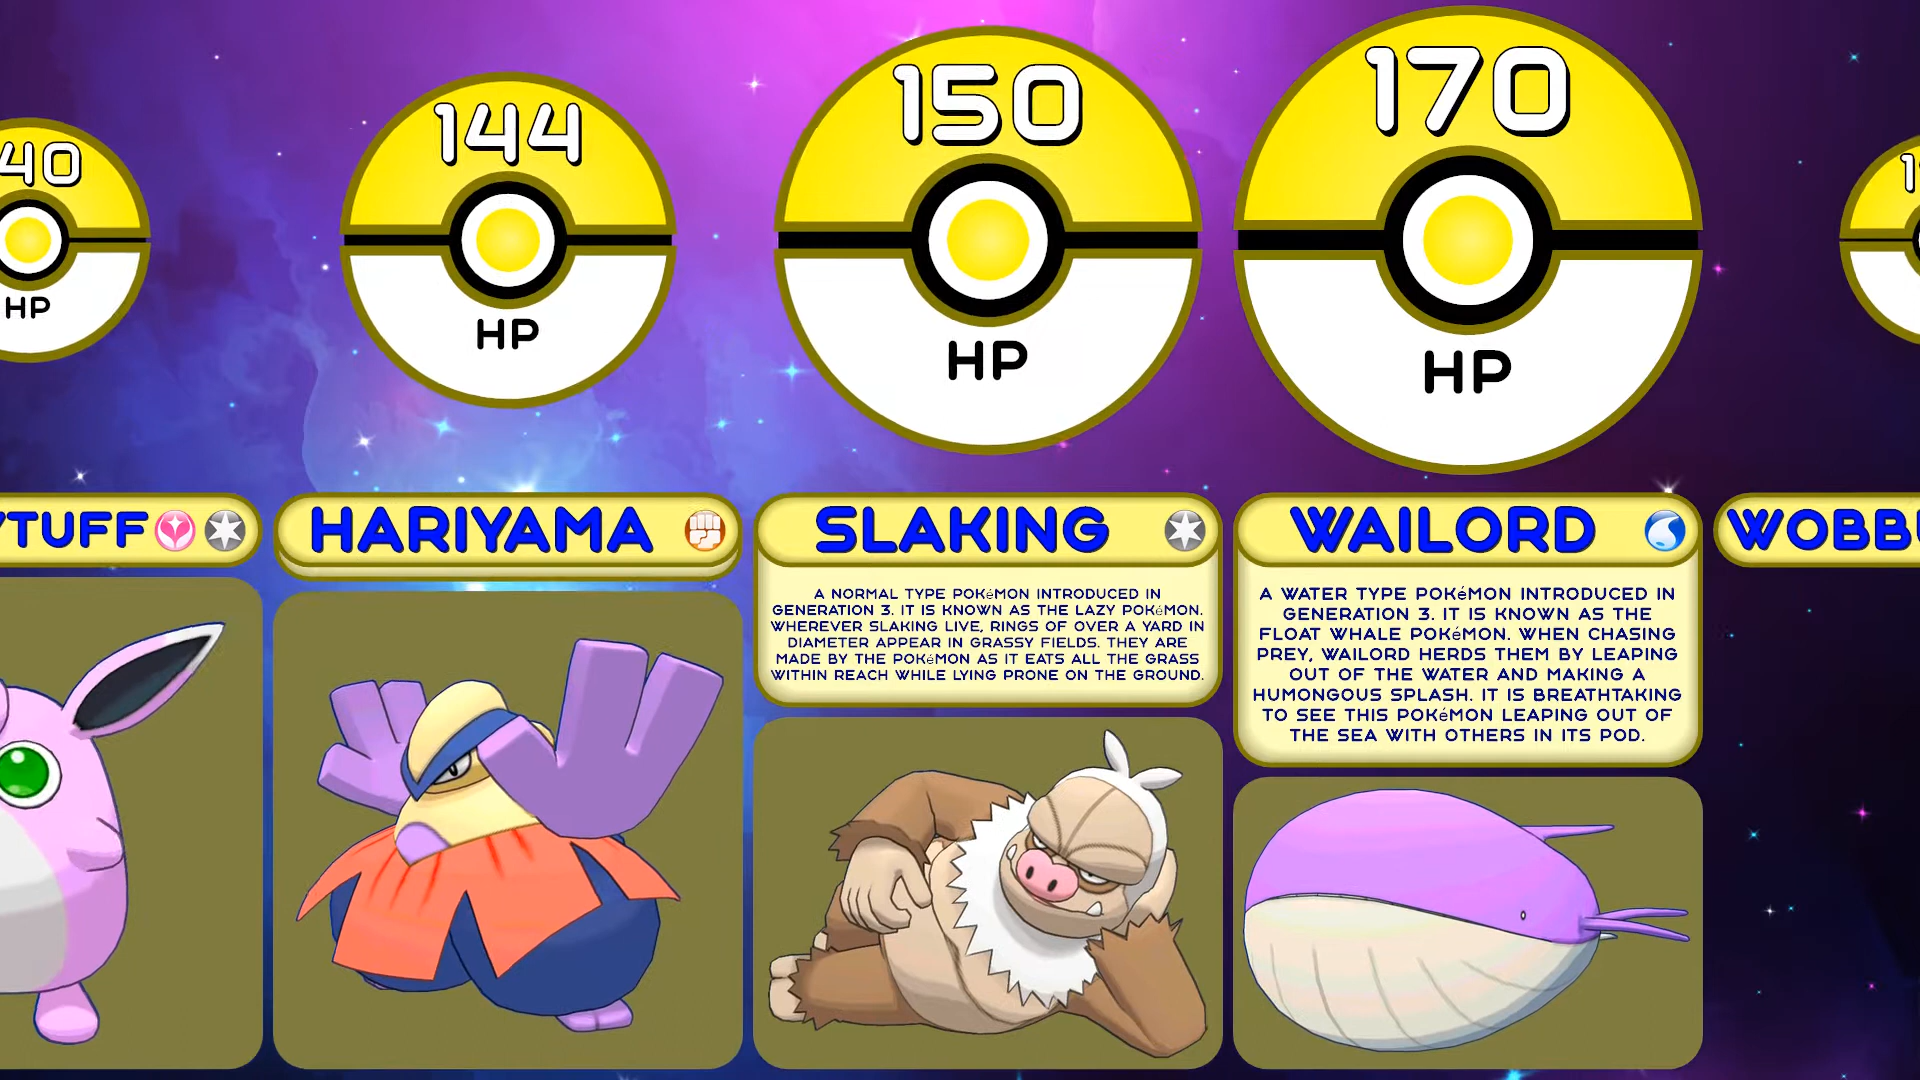 40
HP
144
HP
150
HP
170
HP
1
YTUFF
HARIYAMA
SLAKING
A NORMAL TYPE POKéMON INTRODUCED IN
GENERATION 3. IT IS KNOWN AS THE LAZY POKéMON.
WHEREVER SLAKING LIVE, RINGS OF OVER A YARD IN
DIAMETER APPEAR IN GRASSY FIELDS. THEY ARE
MADE BY THE POKéMON AS IT EATS ALL THE GRASS
WITHIN REACH WHILE LYING PRONE ON THE GROUND.
WAILORD
A WATER TYPE POKéMON INTRODUCED IN
GENERATION 3. IT IS KNOWN AS THE
FLOAT WHALE POKéMON. WHEN CHASING
PREY, WAILORD HERDS THEM BY LEAPING
OUT OF THE WATER AND MAKING A
HUMONGOUS SPLASH. IT IS BREATHTAKING
TO SEE THIS POKéMON LEAPING OUT OF
THE SEA WITH OTHERS IN ITS POD.
WOBB